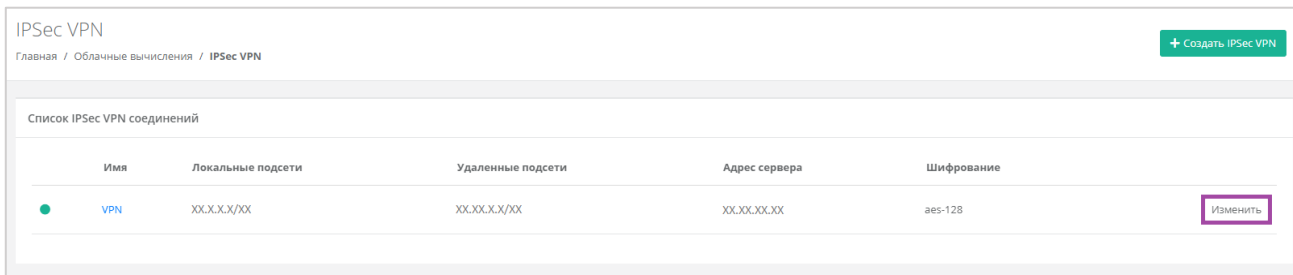 IPSec VPN
+ Создать IPSec VPN
Главная / Облачные вычисления / IPSec VPN
Список IPSec VPN соединений
Имя Локальные подсети Удаленные подсети Адрес сервера Шифрование
VPN XX.X.X.X/XX XX.XX.X.X/XX XX.XX.XX.XX aes-128 Изменить